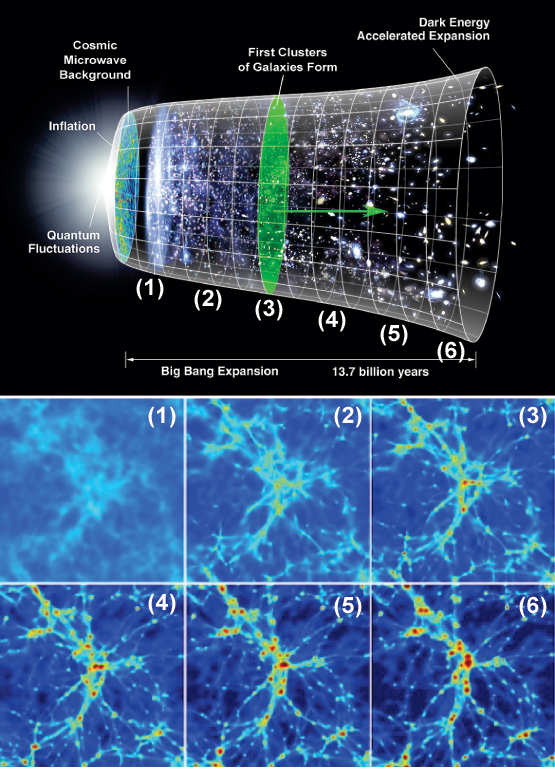 Dark Energy
Accelerated Expansion
Cosmic
Microwave
Background
First Clusters
of Galaxies Form
Inflation
Quantum
Fluctuations
(1)
(2)
(3)
(4)
(5)
(6)
Big Bang Expansion
13.7 billion years
(1)
(2)
(3)
(4)
(5)
(6)